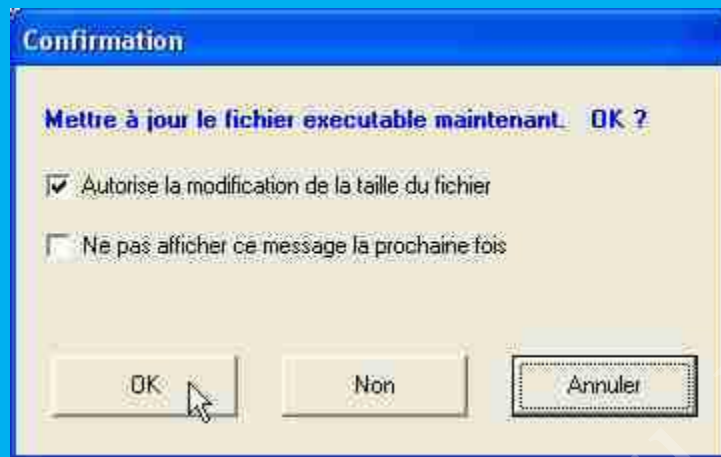 Confirmation
Mettre à jour le fichier executable maintenant. OK ?
Autorise la modification de la taille du fichier
Ne pas afficher ce message la prochaine fois
OK Non Annuler